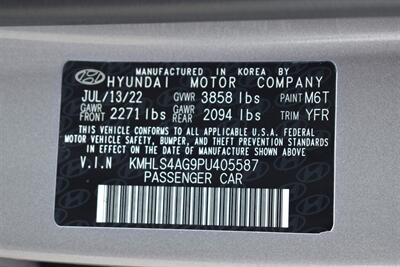 MANUFACTURED IN KOREA BY
HYUNDAI MOTOR COMPANY
JUL/13/22 GVWR 3858 lbs PAINT M6T
GAWR FRONT 2271 lbs GAWR REAR 2094 lbs TRIM YFR
THIS VEHICLE CONFORMS TO ALL APPLICABLE U.S.A. FEDERAL
MOTOR VEHICLE SAFETY, BUMPER, AND THEFT PREVENTION STANDARDS
IN EFFECT ON THE DATE OF MANUFACTURE SHOWN ABOVE.
V.I.N KMHLS4AG9PU405587
PASSENGER CAR